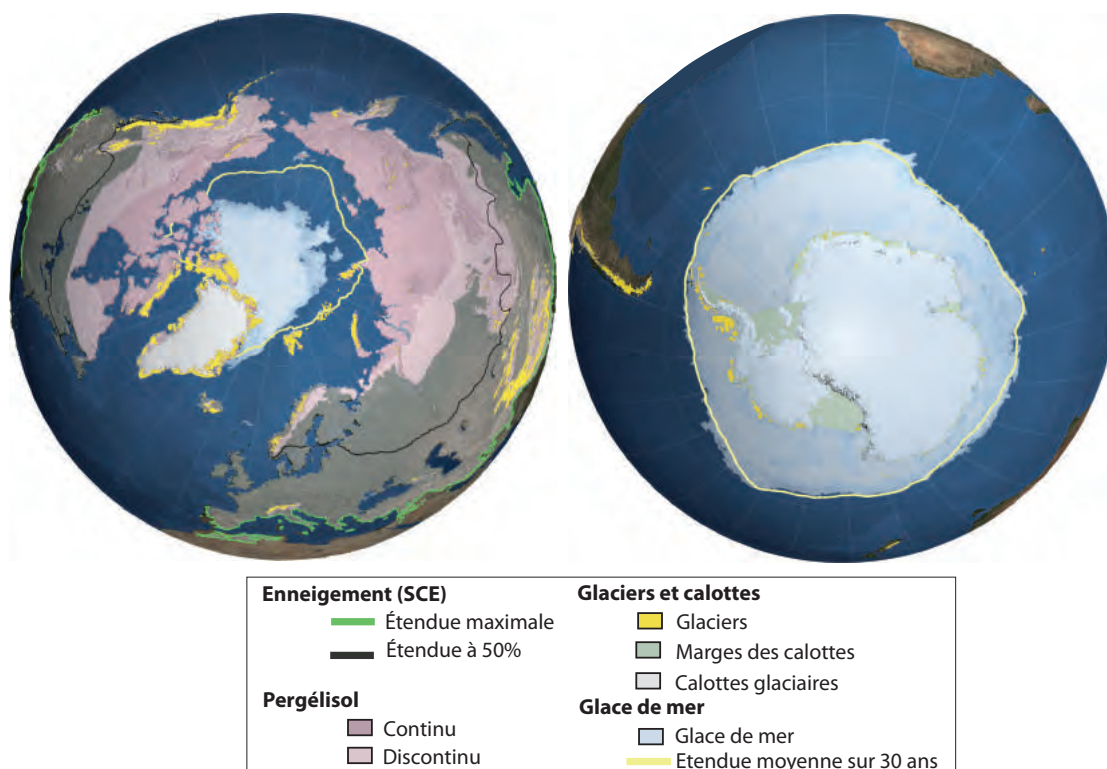 Enneigement (SCE)
Étendue maximale
Étendue à 50%
Pergélisol
Continu
Discontinu
Glaciers et calottes
Glaciers
Marges des calottes
Calottes glaciaires
Glace de mer
Glace de mer
Etendue moyenne sur 30 ans